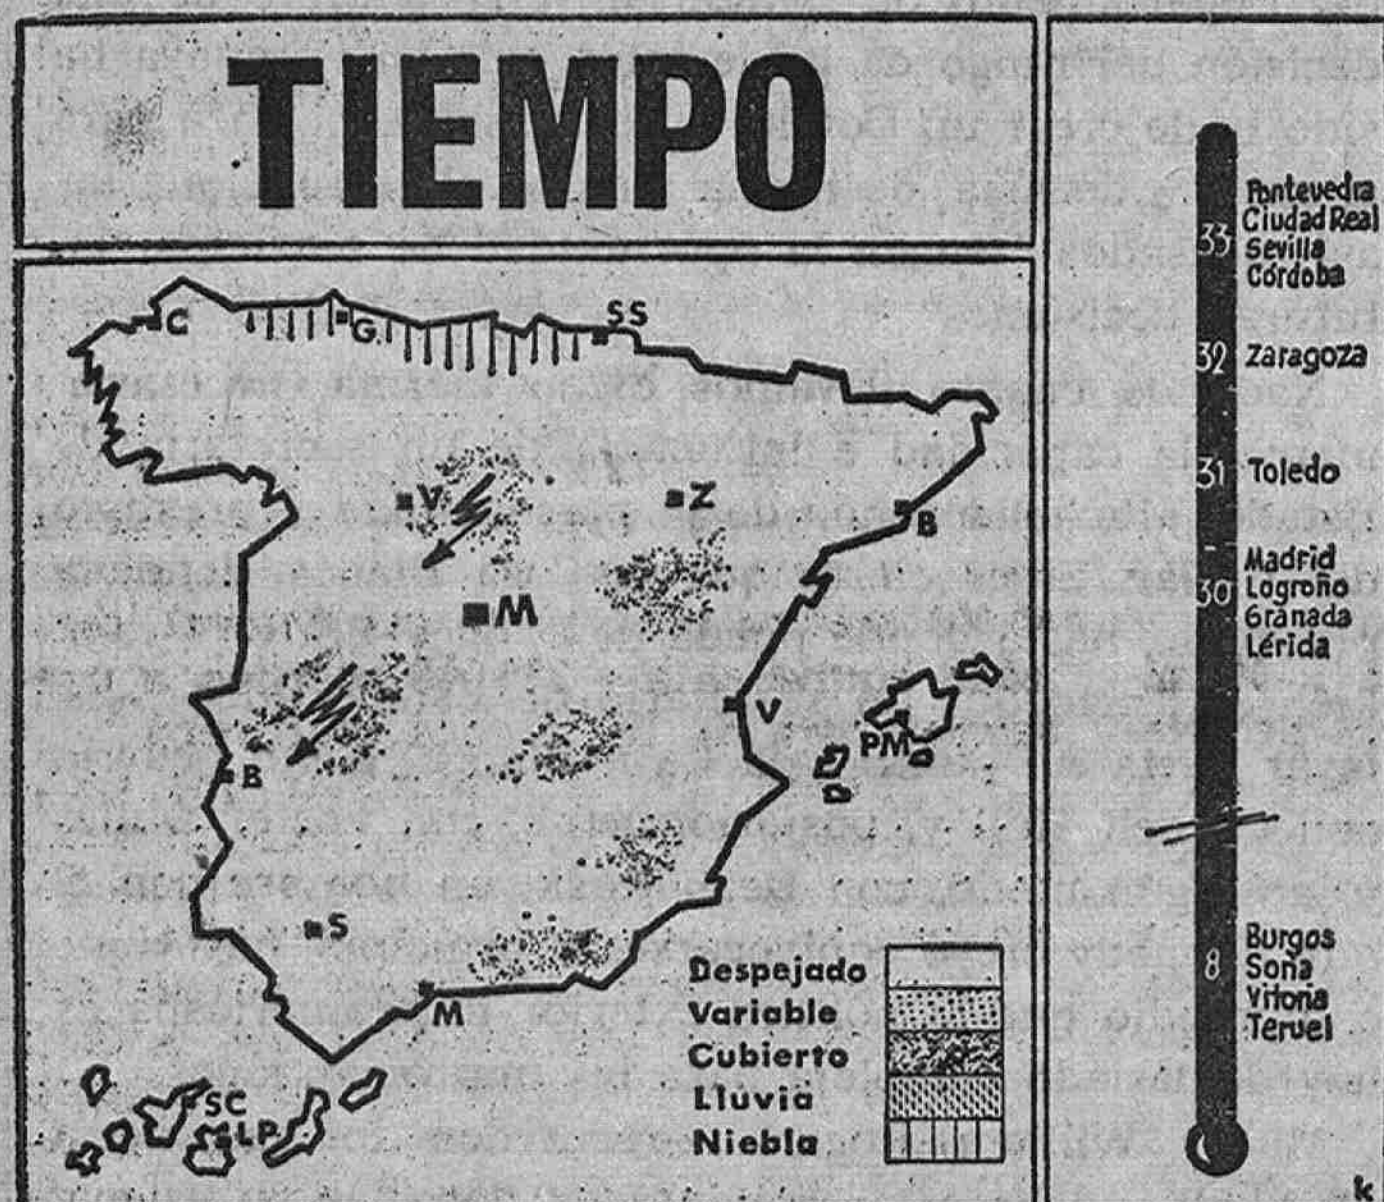 TIEMPO
C
G
SS
V
Z
B
M
V
PM
B
S
M
SC
LP
Despejado
Variable
Cubierto
Lluvia
Niebla
33
Pontevedra
Ciudad Real
Sevilla
Córdoba
32
Zaragoza
31
Toledo
30
Madrid
Logroño
Granada
Lérida
8
Burgos
Soria
Vitoria
Teruel
k